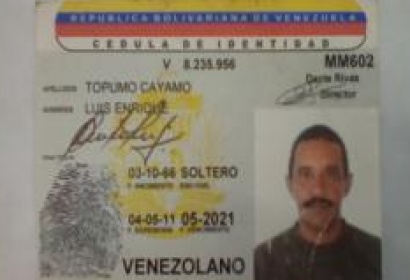 REPUBLICA BOLIVARIANA DE VENEZUELA
CEDULA DE IDENTIDAD
V 8.235.956 MM602
APELLIDOS TOPUMO CAYAMO Dante Rivas
NOMBRES LUIS ENRIQUE Director
03-10-66 SOLTERO
F. NACIMIENTO EDO. CIVIL
04-05-11 05-2021
F. EXPEDICION F. VENCIMIENTO
VENEZOLANO